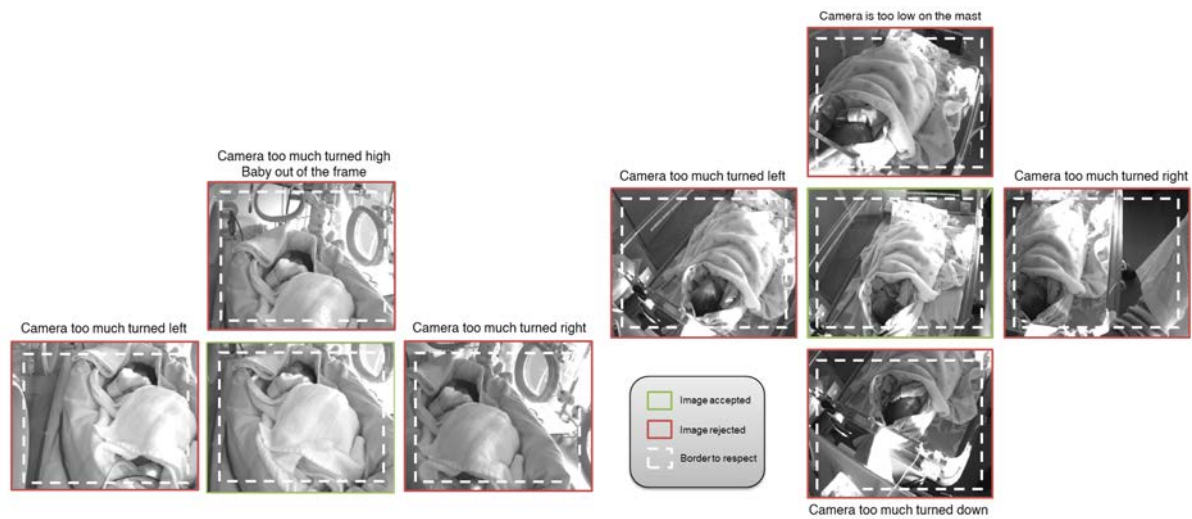 Camera is too low on the mast
Camera too much turned high
Baby out of the frame
Camera too much turned left
Camera too much turned right
Camera too much turned left
Camera too much turned right
Image accepted
Image rejected
Border to respect
Camera too much turned down